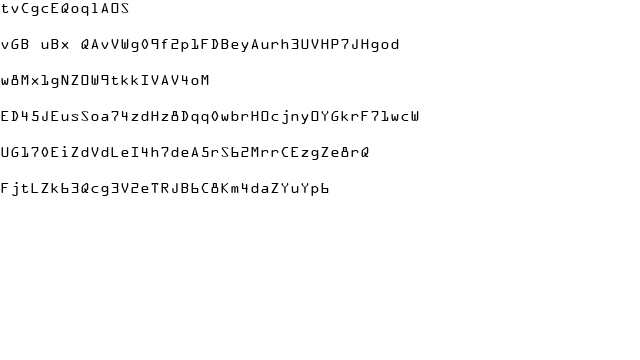 tvCgcEQoqlAOS
vGB uBx QAvVWg09f2p1FDBeyAurh3UVHP7JHgod
w8Mx1gNZOW9tkkIVAV4oM
ED45JEusSoa74zdHz8Dqq0wbrHOcjnyOYGkrF71wcW
UG170EiZdVdLeI4h7deA5rS62MrrCEzgZe8rQ
FjtLZk63Qcg3V2eTRJB6C8Km4daZYuYp6